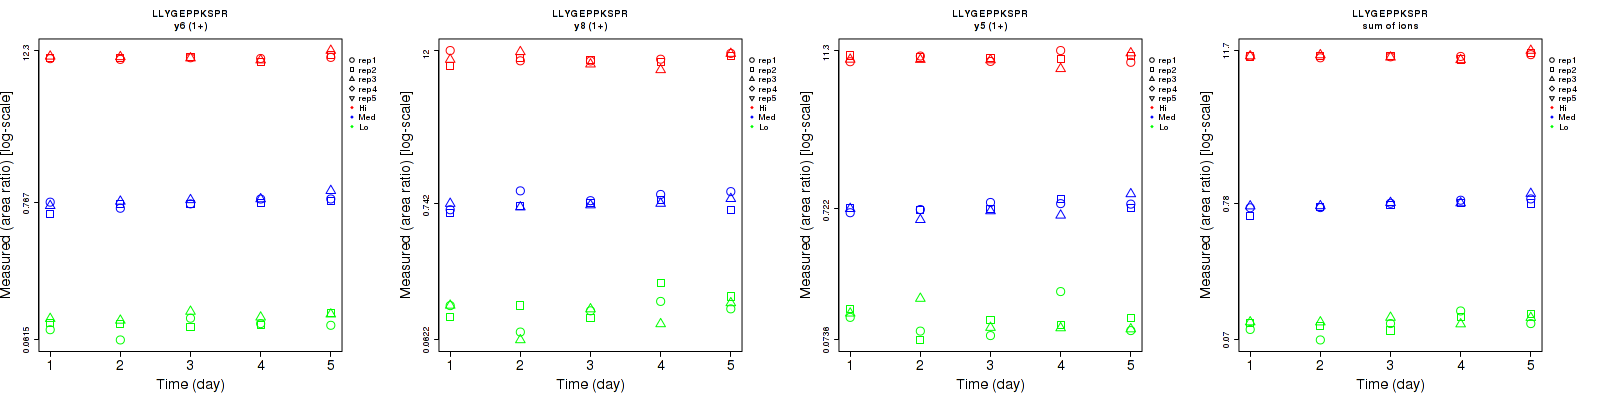 LLYGEPPKSPR
y6 (1+)
Measured (area ratio) [log-scale]
12.3
0.767
0.0615
1 2 3 4 5
Time (day)
rep1
rep2
rep3
rep4
rep5
Hi
Med
Lo
LLYGEPPKSPR
y8 (1+)
Measured (area ratio) [log-scale]
12
0.742
0.0622
1 2 3 4 5
Time (day)
rep1
rep2
rep3
rep4
rep5
Hi
Med
Lo
LLYGEPPKSPR
y5 (1+)
Measured (area ratio) [log-scale]
11.3
0.722
1 2 3 4 5
Time (day)
rep1
rep2
rep3
rep4
rep5
Hi
Med
Lo
LLYGEPPKSPR
sum of ions
Measured (area ratio) [log-scale]
11.7
0.78
0.07
1 2 3 4 5
Time (day)
rep1
rep2
rep3
rep4
rep5
Hi
Med
Lo